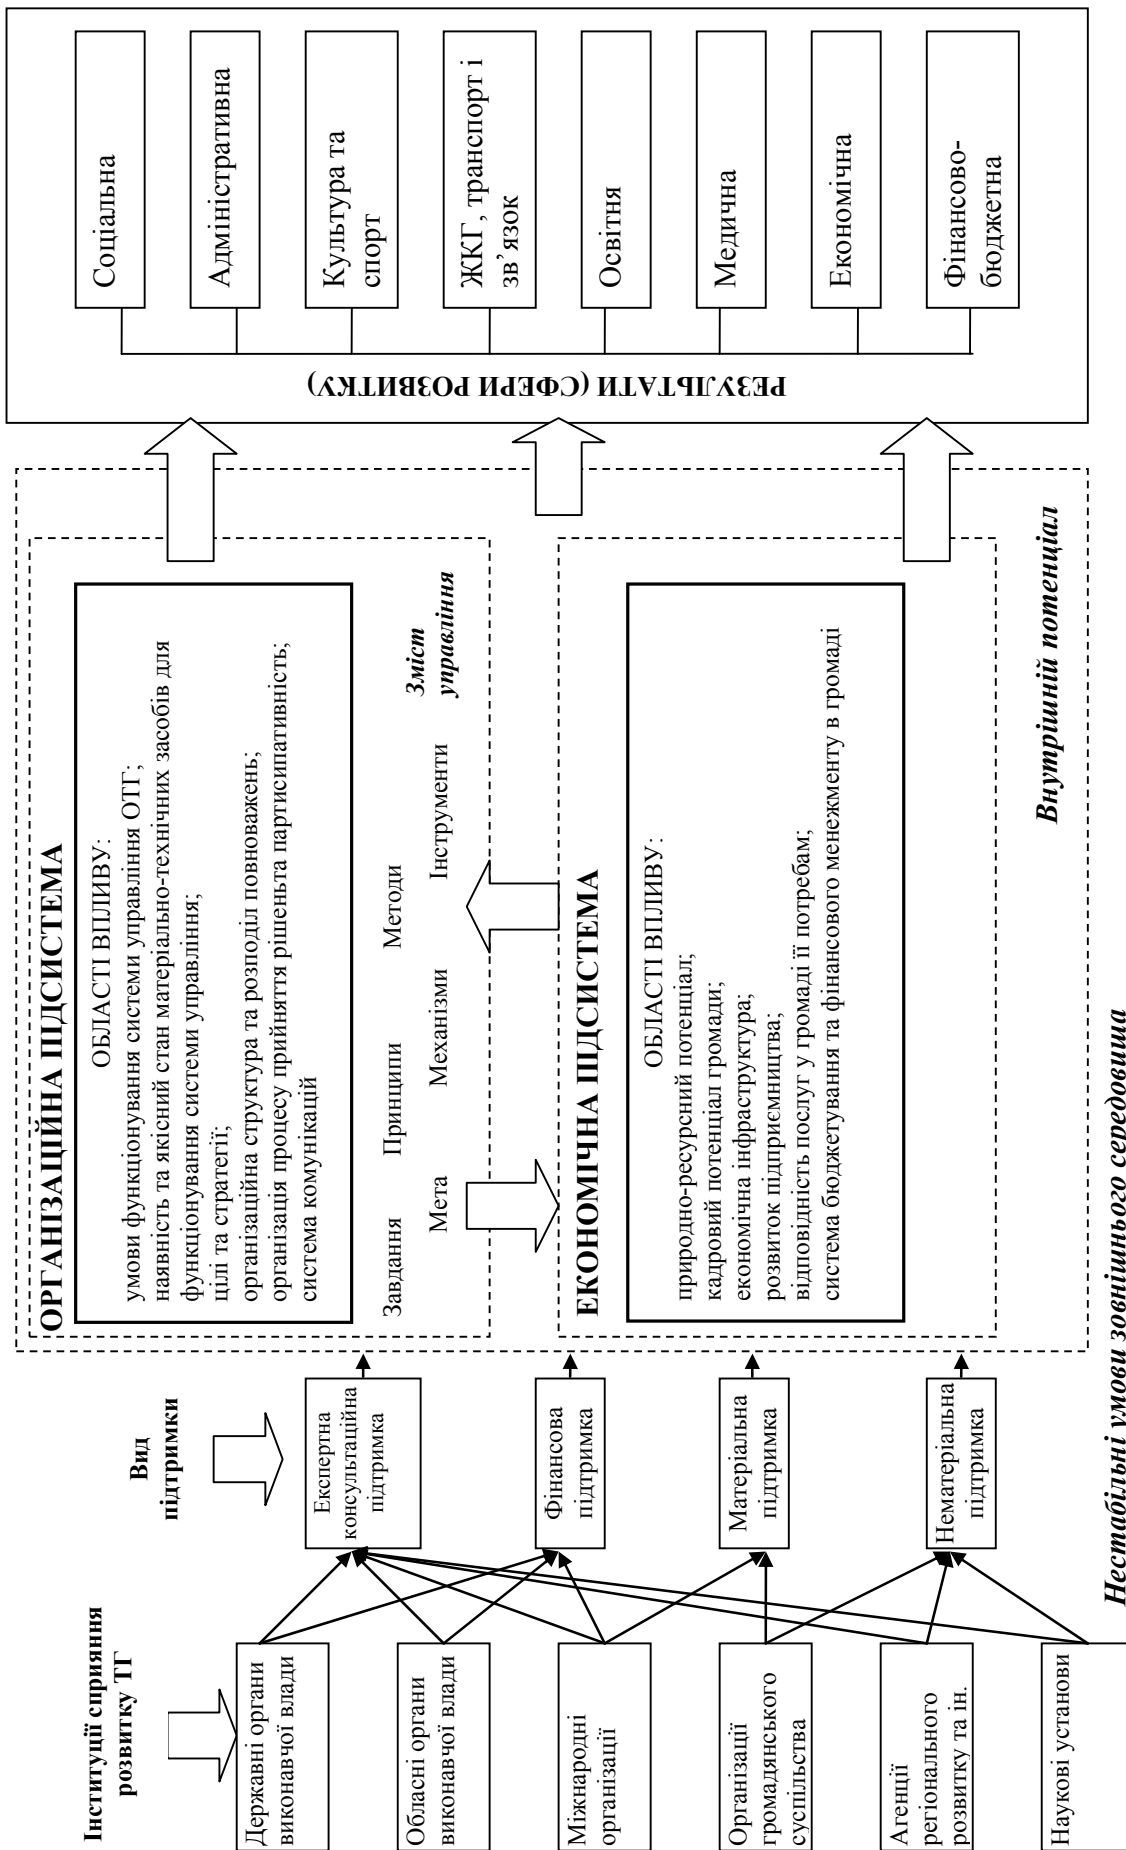 Інституції сприяння
розвитку ТГ
Державні органи
виконавчої влади
Обласні органи
виконавчої влади
Міжнародні
організації
Організації
громадянського
суспільства
Агенції
регіонального
розвитку та ін.
Наукові установи
Вид
підтримки
Експертна
консультаційна
підтримка
Фінансова
підтримка
Матеріальна
підтримка
Нематеріальна
підтримка
ОРГАНІЗАЦІЙНА ПІДСИСТЕМА
ОБЛАСТІ ВПЛИВУ:
умови функціонування системи управління ОТГ;
наявність та якісний стан матеріально-технічних засобів для
функціонування системи управління;
цілі та стратегії;
організаційна структура та розподіл повноважень;
організація процесу прийняття рішеньта партисипативність;
система комунікацій
Завдання Принципи Методи
Мета Механізми Інструменти
Зміст
управління
ЕКОНОМІЧНА ПІДСИСТЕМА
ОБЛАСТІ ВПЛИВУ:
природно-ресурсний потенціал;
кадровий потенціал громади;
економічна інфраструктура;
розвиток підприємництва;
відповідність послуг у громаді її потребам;
система бюджетування та фінансового менежменту в громаді
Внутрішній потенціал
РЕЗУЛЬТАТИ (СФЕРИ РОЗВИТКУ)
Соціальна
Адміністративна
Культура та
спорт
ЖКГ, транспорт і
зв’язок
Освітня
Медична
Економічна
Фінансово-
бюджетна
Нестабільні умови зовнішнього середовиша